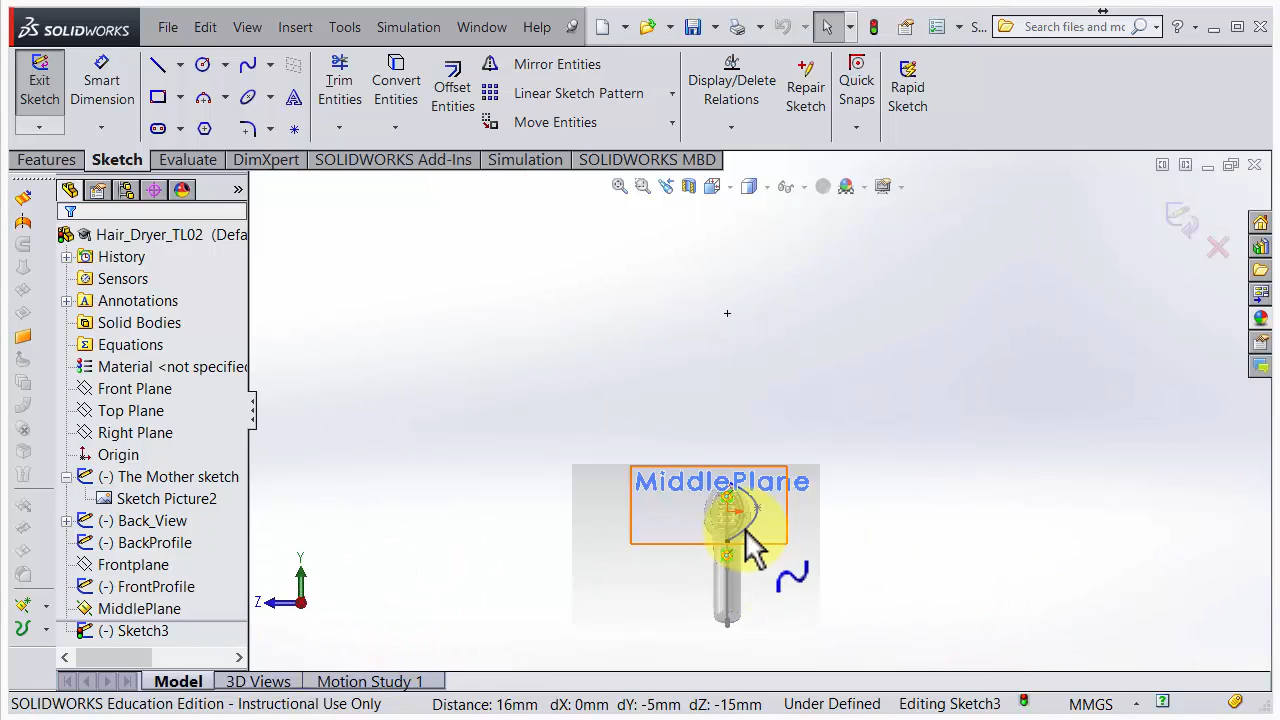 SOLIDWORKS File Edit View Insert Tools Simulation Window Help S... Search files and mo
Exit Sketch
Smart Dimension
Trim Entities
Convert Entities
Offset Entities
Mirror Entities
Linear Sketch Pattern
Move Entities
Display/Delete Relations
Repair Sketch
Quick Snaps
Rapid Sketch
Features Sketch Evaluate DimXpert SOLIDWORKS Add-Ins Simulation SOLIDWORKS MBD
Hair_Dryer_TL02 (Defa
History
Sensors
Annotations
Solid Bodies
Equations
Material <not specified
Front Plane
Top Plane
Right Plane
Origin
(-) The Mother sketch
Sketch Picture2
(-) Back_View
(-) BackProfile
Frontplane
(-) FrontProfile
MiddlePlane
(-) Sketch3
MiddlePlane
Y
Z
Model 3D Views Motion Study 1
SOLIDWORKS Education Edition - Instructional Use Only Distance: 16mm dX: 0mm dY: -5mm dZ: -15mm Under Defined Editing Sketch3 MMGS